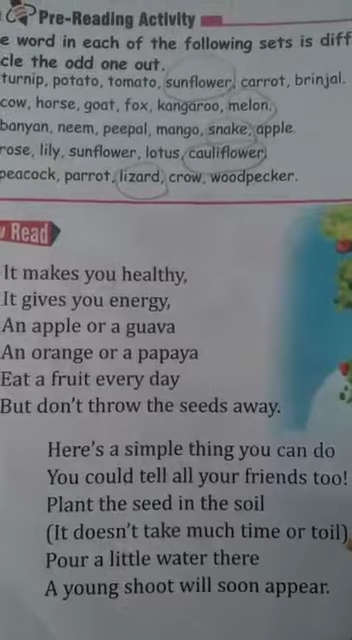 Pre-Reading Activity
e word in each of the following sets is diff
cle the odd one out.
turnip, potato, tomato, sunflower, carrot, brinjal.
cow, horse, goat, fox, kangaroo, melon.
banyan, neem, peepal, mango, snake, apple.
rose, lily, sunflower, lotus, cauliflower.
peacock, parrot, lizard, crow, woodpecker.
Read
It makes you healthy,
It gives you energy,
An apple or a guava
An orange or a papaya
Eat a fruit every day
But don't throw the seeds away.
Here's a simple thing you can do
You could tell all your friends too!
Plant the seed in the soil
(It doesn't take much time or toil)
Pour a little water there
A young shoot will soon appear.